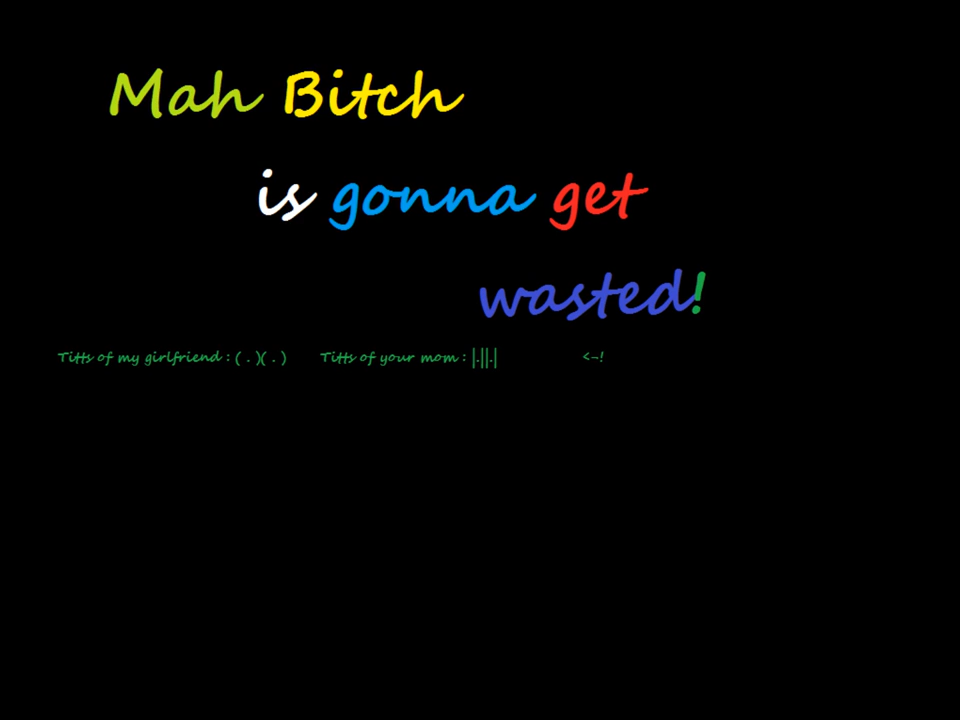 Mah Bitch
is gonna get
wasted!
Titts of my girlfriend : ( . )( . ) Titts of your mom : |.||.| <-!